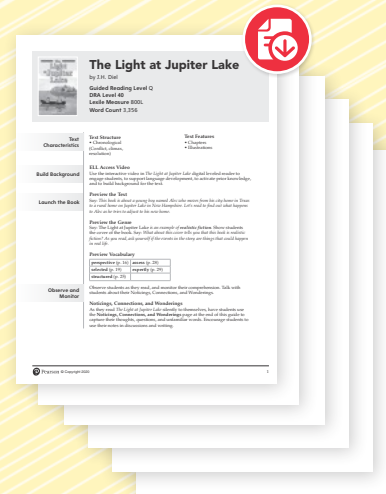 The Light
at Jupiter
Lake
The Light at Jupiter Lake
by J.H. Diel
Guided Reading Level Q
DRA Level 40
Lexile Measure 800L
Word Count 3,356
Text
Characteristics
Text Structure
• Chronological
(Conflict, climax,
resolution)
Text Features
• Chapters
• Illustrations
Build Background
ELL Access Video
Use the interactive video in The Light at Jupiter Lake digital leveled reader to
engage students, to support language development, to activate prior knowledge,
and to build background for the text.
Launch the Book
Preview the Text
Say: This book is about a young boy named Alex who moves from his city home in Texas
to a rural home on Jupiter Lake in New Hampshire. Let's read to find out what happens
to Alex as he tries to adjust to his new home.
Preview the Genre
Say: The Light at Jupiter Lake is an example of realistic fiction. Show students
the cover of the book. Say: What about this cover tells you that this book is realistic
fiction? As you read, ask yourself if the events in the story are things that could happen
in real life.
Preview Vocabulary
perspective (p. 16) access (p. 28)
solicited (p. 19) expertly (p. 29)
structured (p. 25)
Observe and
Monitor
Observe students as they read, and monitor their comprehension. Talk with
students about their Noticings, Connections, and Wonderings.
Noticings, Connections, and Wonderings
As they read The Light at Jupiter Lake silently to themselves, have students use
the Noticings, Connections, and Wonderings page at the end of this guide to
capture their thoughts, questions, and unfamiliar words. Encourage students to
use their notes in discussions and writing.
Pearson © Copyright 2020
1